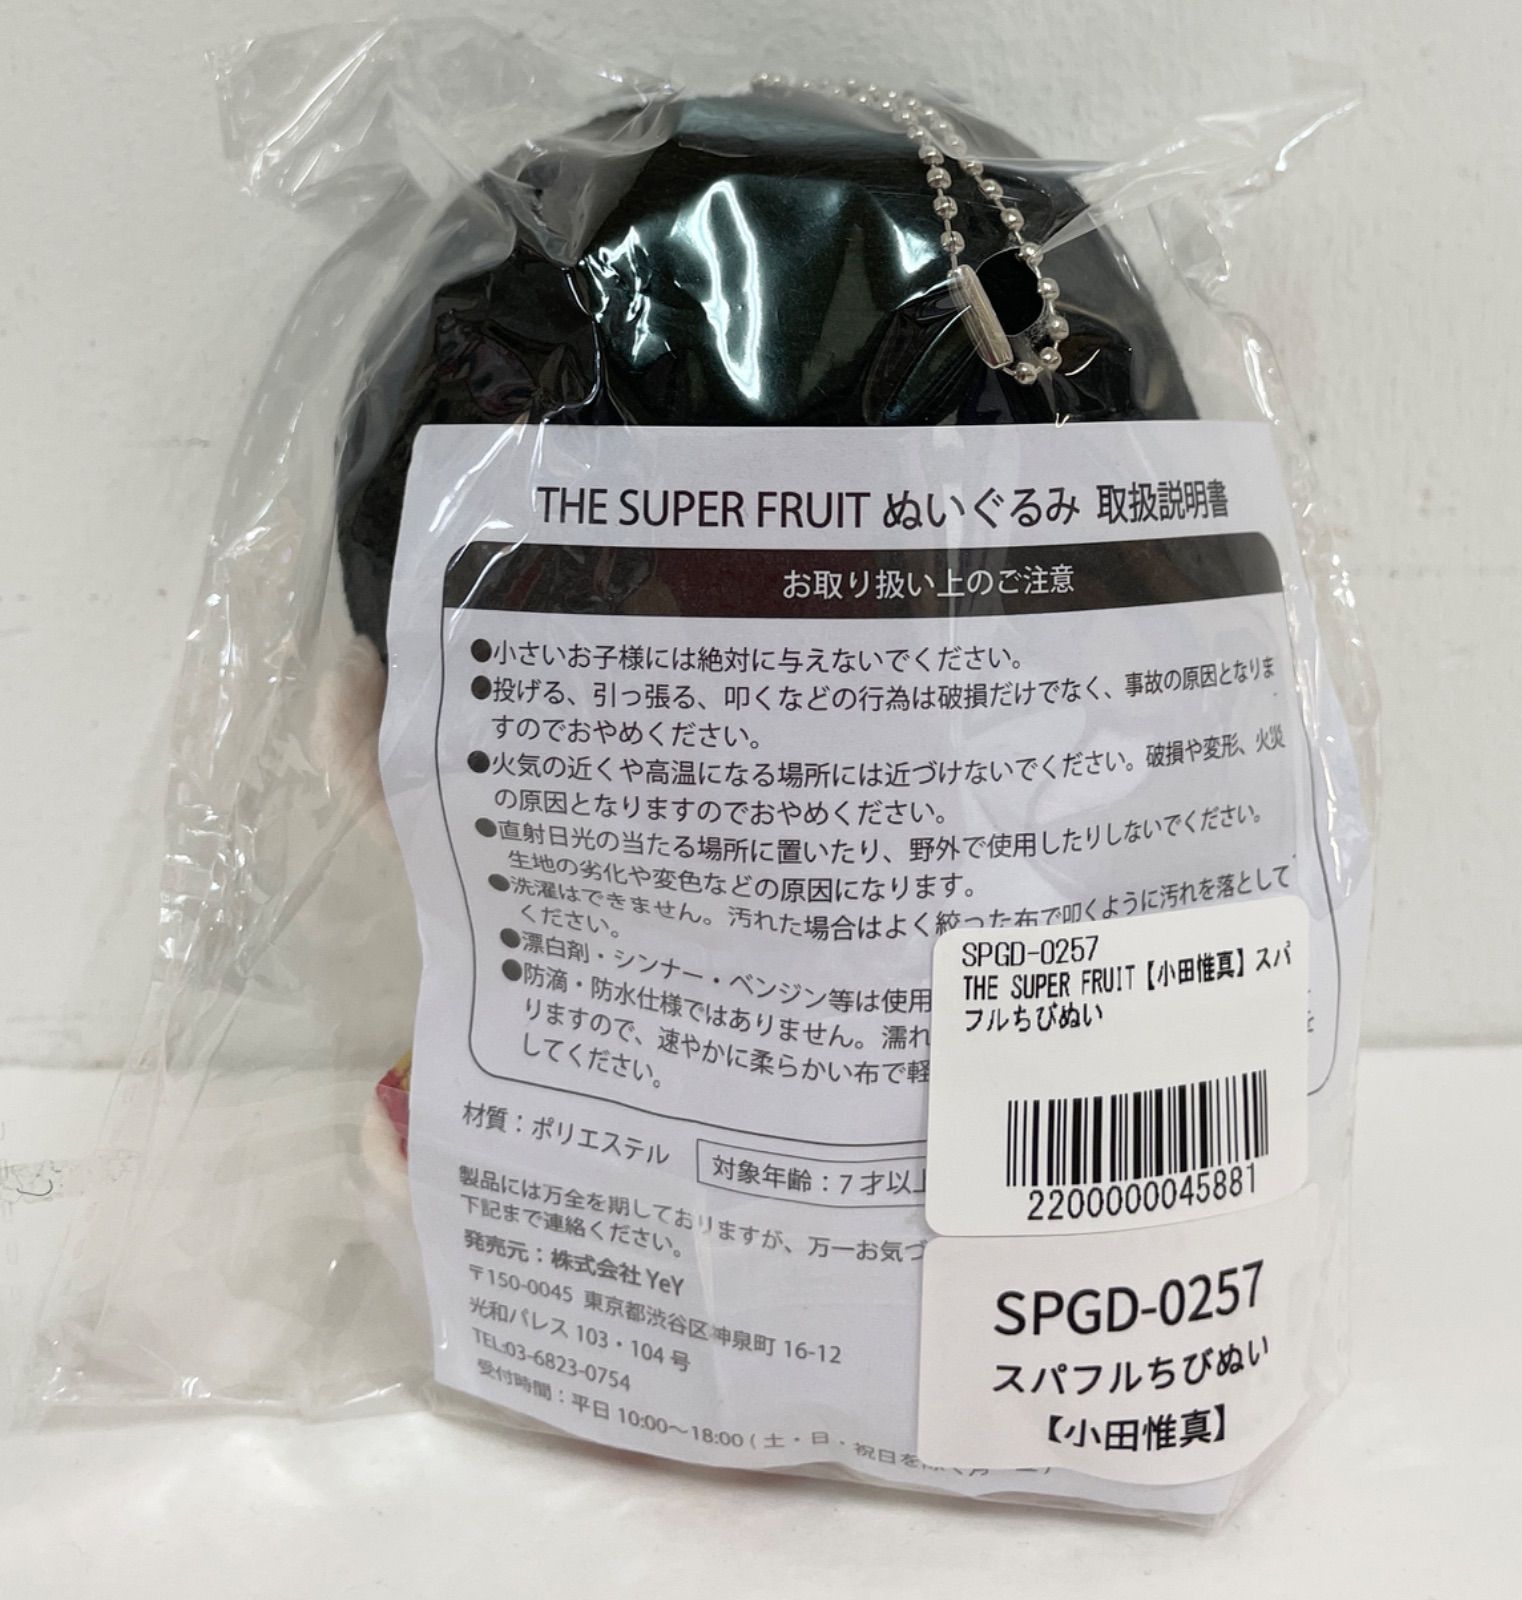 THE SUPER FRUIT ぬいぐるみ 取扱説明書
お取り扱い上のご注意
●小さいお子様には絶対に与えないでください。
●投げる、引っ張る、叩くなどの行為は破損だけでなく、事故の原因となりま
すのでおやめください。
●火気の近くや高温になる場所には近づけないでください。破損や変形、火災
の原因となりますのでおやめください。
●直射日光の当たる場所に置いたり、野外で使用したりしないでください。
生地の劣化や変色などの原因になります。
●洗濯はできません。汚れた場合はよく絞った布で叩くように汚れを落として
ください。
●漂白剤・シンナー・ベンジン等は使用
●防滴・防水仕様ではありません。濡れ
りますので、速やかに柔らかい布で軽
を
してください。
材質：ポリエステル
対象年齢：7才以上
製品には万全を期しておりますが、万一お気づ
下記まで連絡ください。
発売元：株式会社YeY
〒150-0045 東京都渋谷区神泉町 16-12
光和パレス 103・104 号
TEL:03-6823-0754
受付時間：平日 10:00～18:00 ( 土・日・祝日を除く月
SPGD-0257
THE SUPER FRUIT【小田惟真】スパ
フルちびぬい
2200000045881
SPGD-0257
スパフルちびぬい
【小田惟真】